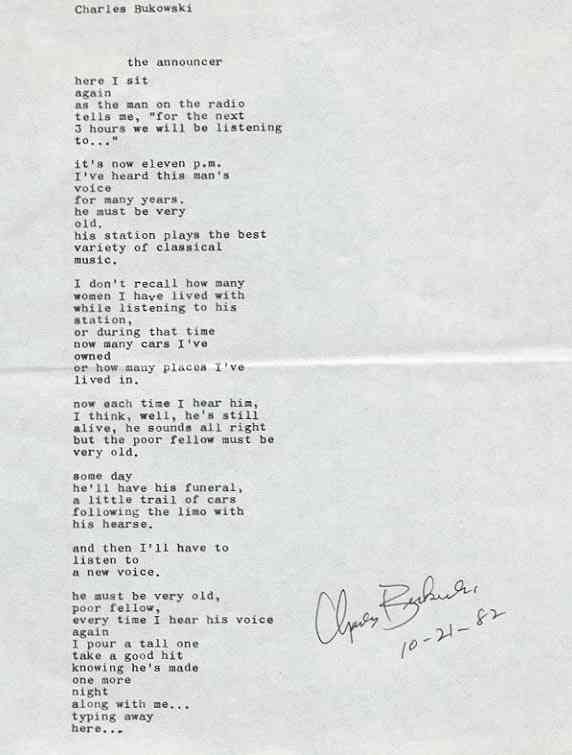 Charles Bukowski
the announcer
here I sit
again
as the man on the radio
tells me, "for the next
3 hours we will be listening
to..."
it's now eleven p.m.
I've heard this man's
voice
for many years.
he must be very
old.
his station plays the best
variety of classical
music.
I don't recall how many
women I have lived with
while listening to his
station,
or during that time
now many cars I've
owned
or how many places I've
lived in.
now each time I hear him,
I think, well, he's still
alive, he sounds all right
but the poor fellow must be
very old.
some day
he'll have his funeral,
a little trail of cars
following the limo with
his hearse.
and then I'll have to
listen to
a new voice.
he must be very old,
poor fellow,
every time I hear his voice
again
I pour a tall one
take a good hit
knowing he's made
one more
night
along with me...
typing away
here...
Charles Bukowski
10-21-82